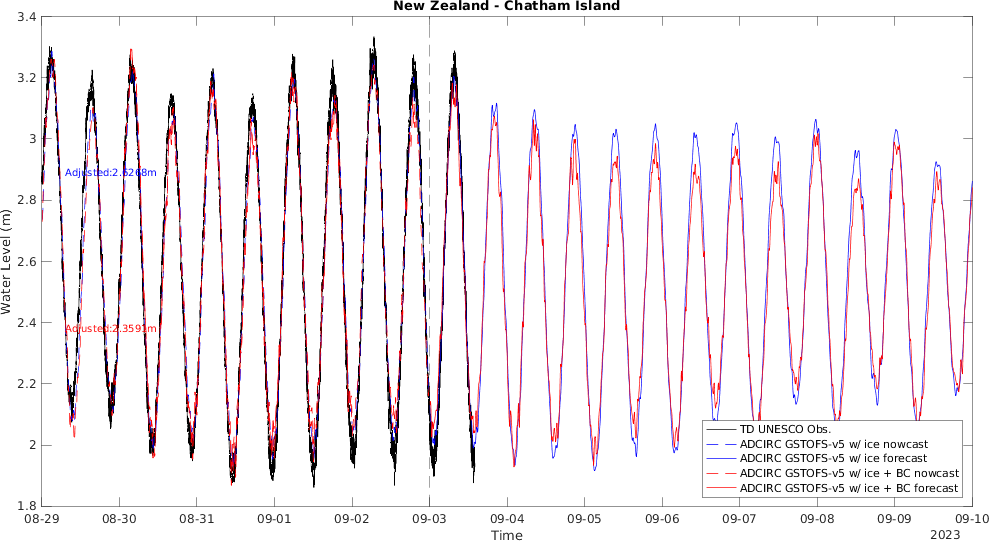 New Zealand - Chatham Island
3.4
3.2
3
2.8
2.6
2.4
2.2
2
1.8
Water Level (m)
Adjusted:2.6268m
Adjusted:2.3591m
TD UNESCO Obs.
ADCIRC GSTOFS-v5 w/ ice nowcast
ADCIRC GSTOFS-v5 w/ ice forecast
ADCIRC GSTOFS-v5 w/ ice + BC nowcast
ADCIRC GSTOFS-v5 w/ ice + BC forecast
08-29 08-30 08-31 09-01 09-02 09-03 09-04 09-05 09-06 09-07 09-08 09-09 09-10
Time
2023